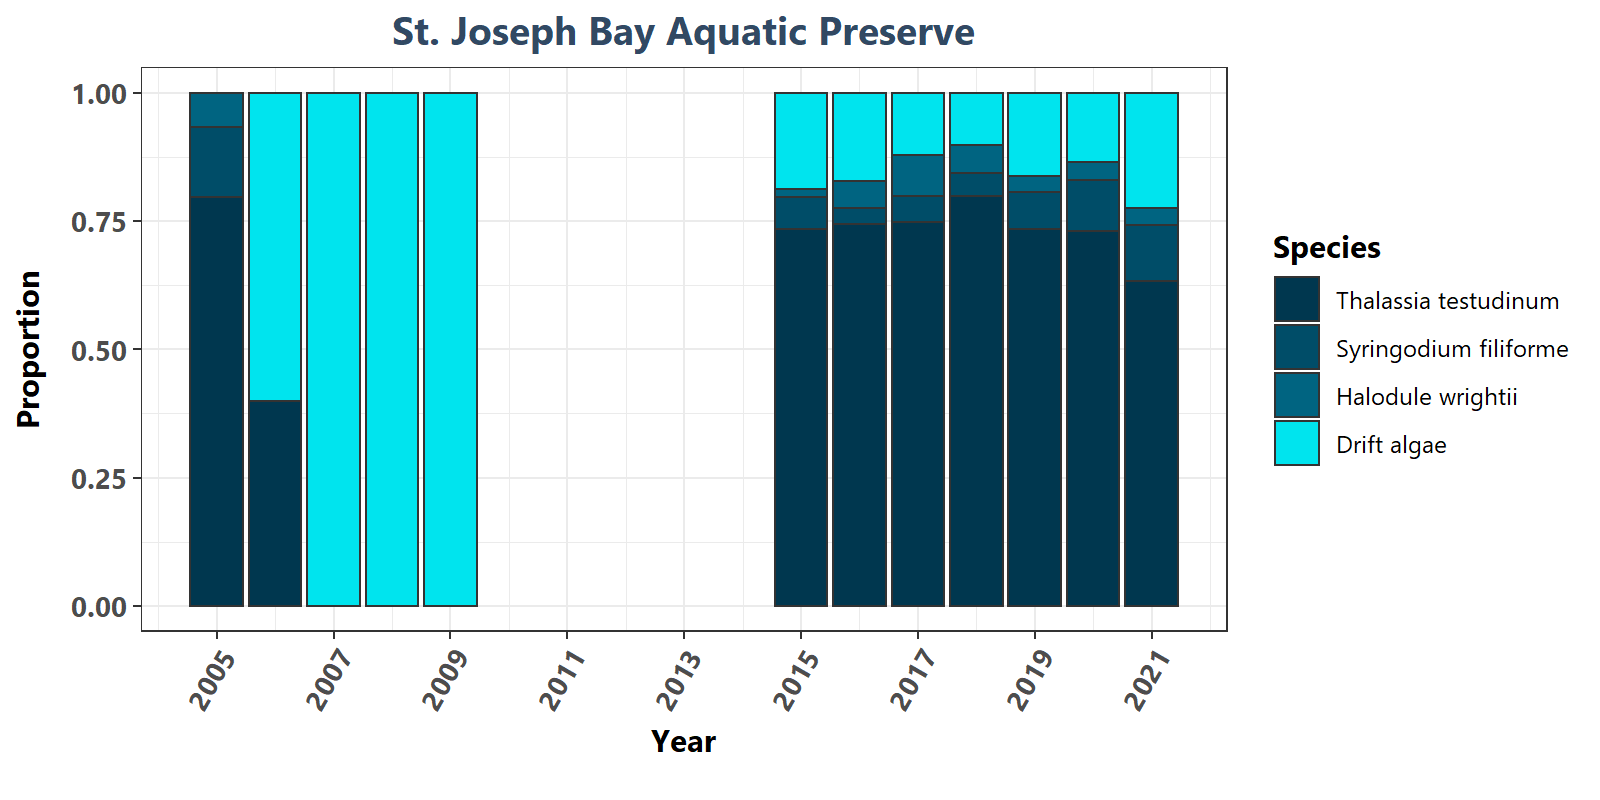 St. Joseph Bay Aquatic Preserve
1.00
0.75
0.50
0.25
0.00
Proportion
2005
2007
2009
2011
2013
2015
2017
2019
2021
Year
Species
Thalassia testudinum
Syringodium filiforme
Halodule wrightii
Drift algae